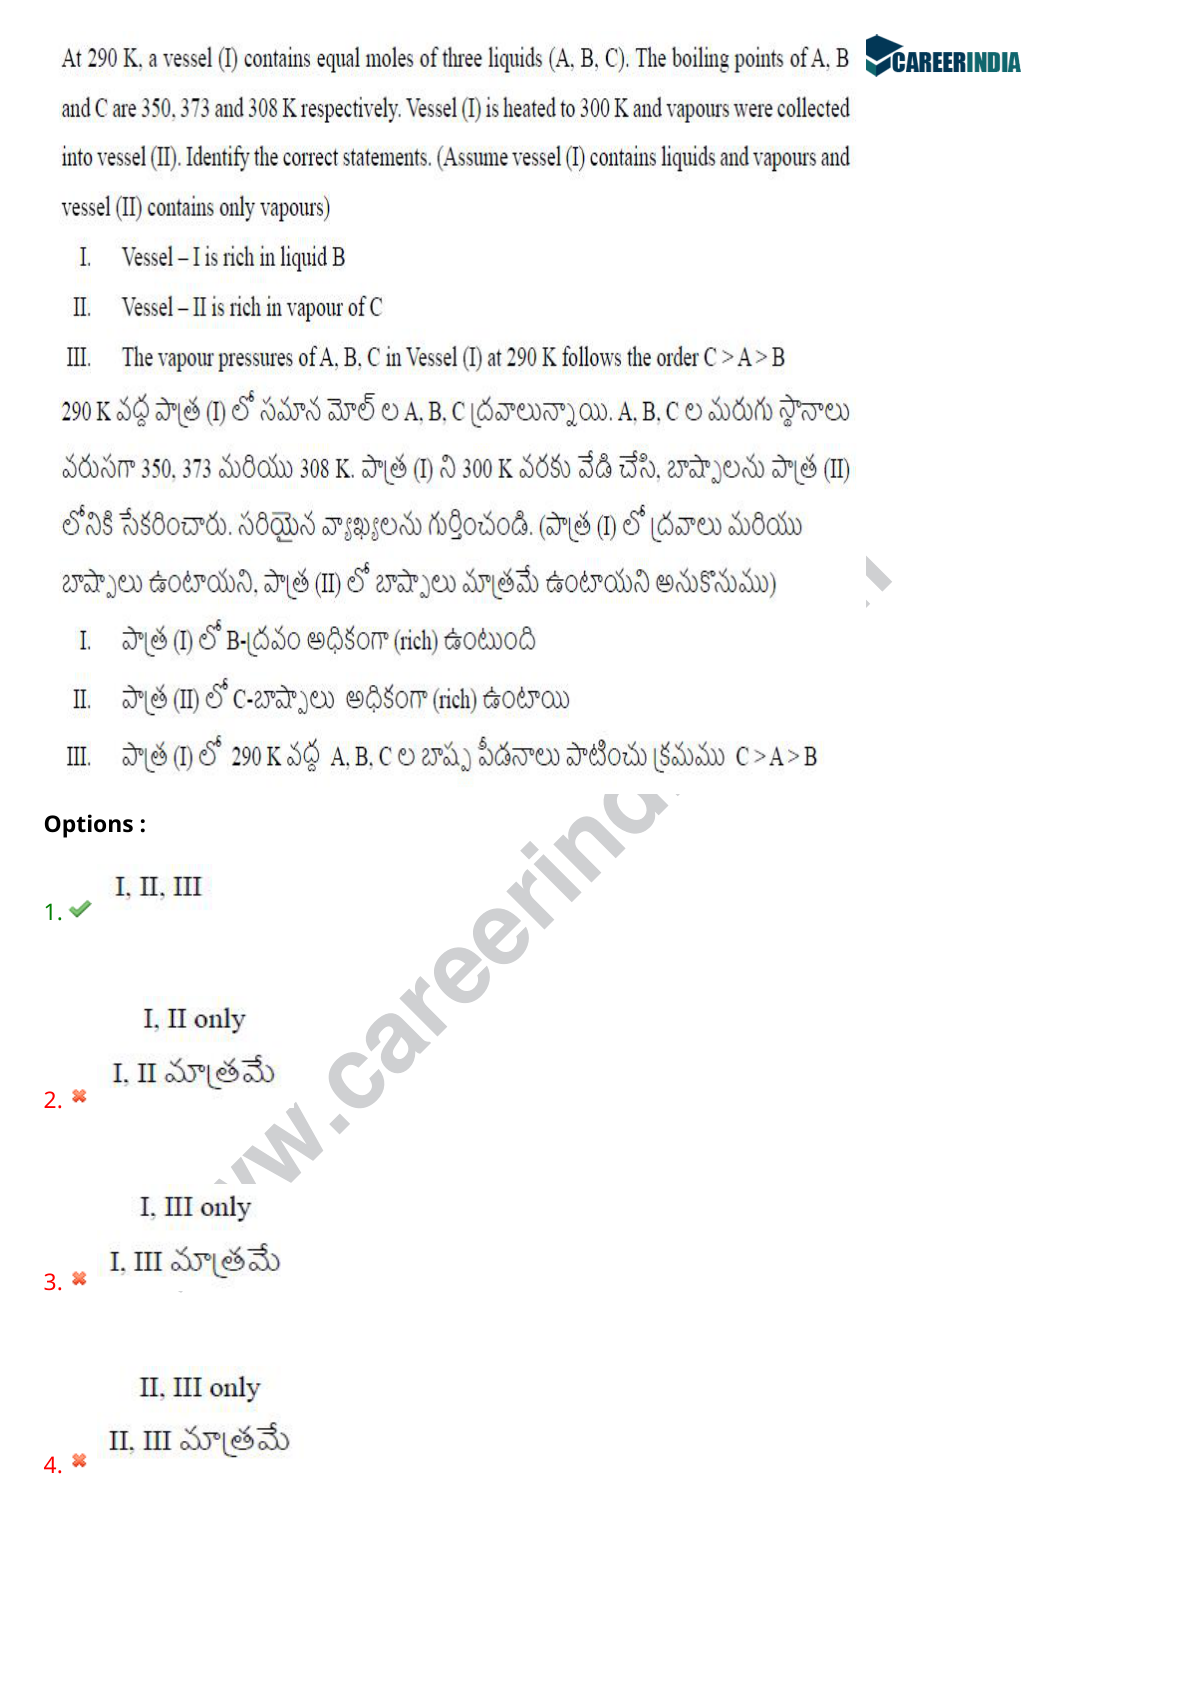 At 290 K, a vessel (I) contains equal moles of three liquids (A, B, C). The boiling points of A, B
CAREERINDIA
and C are 350, 373 and 308 K respectively. Vessel (I) is heated to 300 K and vapours were collected
into vessel (II). Identify the correct statements. (Assume vessel (I) contains liquids and vapours and
vessel (II) contains only vapours)
I. Vessel – I is rich in liquid B
II. Vessel – II is rich in vapour of C
III. The vapour pressures of A, B, C in Vessel (I) at 290 K follows the order C > A > B
290 K వద్ద పాత్ర (I) లో సమాన మోల్ ల A, B, C ద్రవాలున్నాయి. A, B, C ల మరుగు స్థానాలు
వరుసగా 350, 373 మరియు 308 K. పాత్ర (I) ని 300 K వరకు వేడి చేసి, బాష్పాలను పాత్ర (II)
లోనికి సేకరించారు. సరియైన వ్యాఖ్యలను గుర్తించండి. (పాత్ర (I) లో ద్రవాలు మరియు
బాష్పాలు ఉంటాయని, పాత్ర (II) లో బాష్పాలు మాత్రమే ఉంటాయని అనుకొనుము)
I. పాత్ర (I) లో B-ద్రవం అధికంగా (rich) ఉంటుంది
II. పాత్ర (II) లో C-బాష్పాలు అధికంగా (rich) ఉంటాయి
III. పాత్ర (I) లో 290 K వద్ద A, B, C ల బాష్ప పీడనాలు పాటించు క్రమము C > A > B
Options :
I, II, III
1.
I, II only
I, II మాత్రమే
2.
I, III only
I, III మాత్రమే
3.
II, III only
II, III మాత్రమే
4.